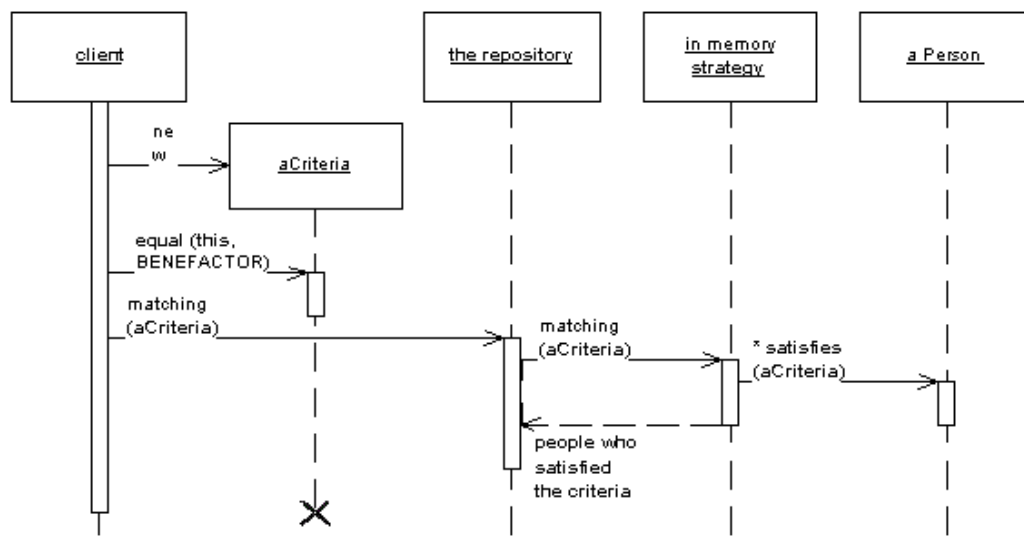 client
the repository
in memory
strategy
a Person
ne
w
aCriteria
equal (this,
BENEFACTOR)
matching
(aCriteria)
matching
(aCriteria)
* satisfies
(aCriteria)
people who
satisfied
the criteria